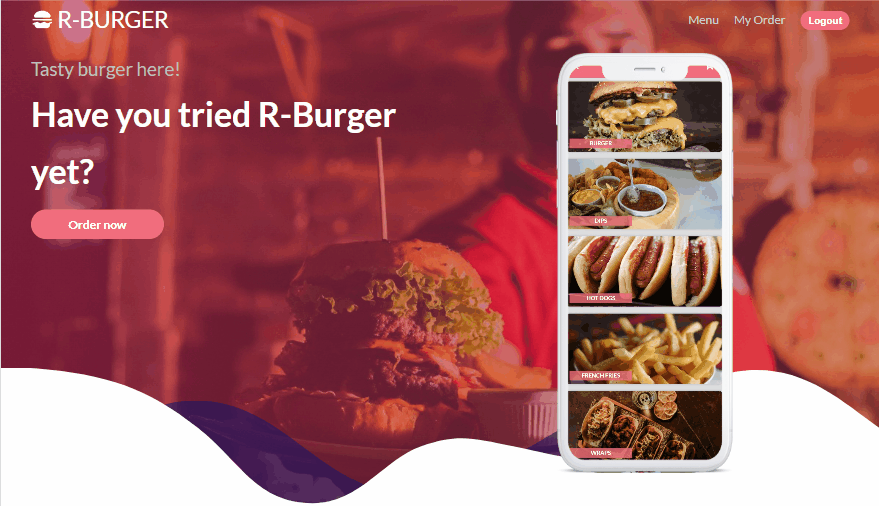 R-BURGER
Menu
My Order
Logout
Tasty burger here!
Have you tried R-Burger
yet?
Order now
BURGER
DIPS
HOT DOGS
FRENCH FRIES
WRAPS